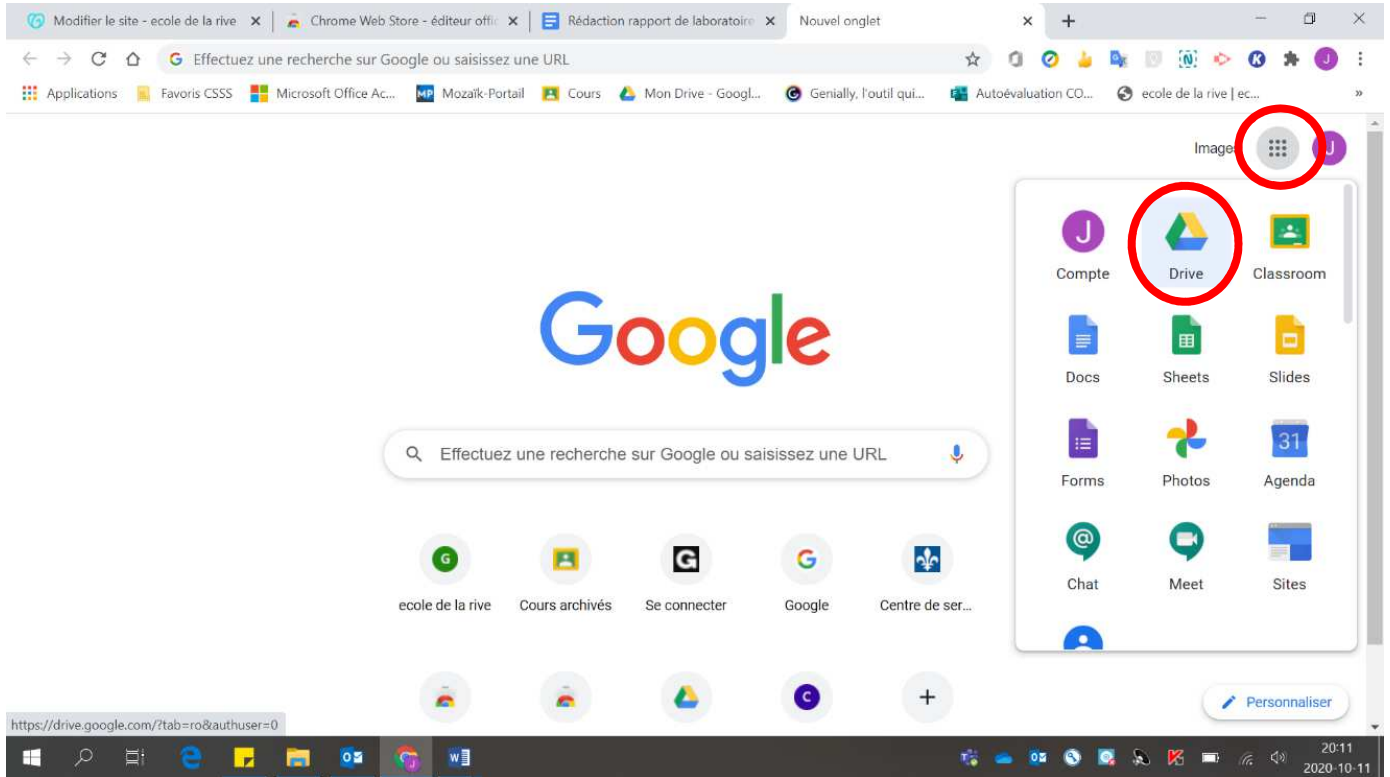 Modifier le site - ecole de la rive
Chrome Web Store - éditeur offic
Rédaction rapport de laboratoire
Nouvel onglet
G Effectuez une recherche sur Google ou saisissez une URL
J
Applications
Favoris CSSS
Microsoft Office Ac...
MP Mozaïk-Portail
Cours
Mon Drive - Googl...
Genially, l'outil qui...
Autoévaluation CO...
ecole de la rive | ec...
»
Image
J
J
Compte
Drive
Classroom
Docs
Sheets
Slides
Forms
Photos
31
Agenda
@
Chat
Meet
Sites
Google
Effectuez une recherche sur Google ou saisissez une URL
G
ecole de la rive
Cours archivés
G
Se connecter
G
Google
Centre de ser...
C
Personnaliser
https://drive.google.com/?tab=ro&authuser=0
20:11
2020-10-11